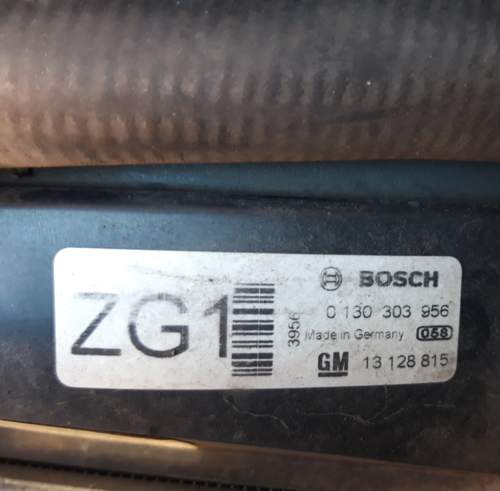 ZG1
3956
BOSCH
0 130 303 956
Made in Germany 058
GM 13 128 815